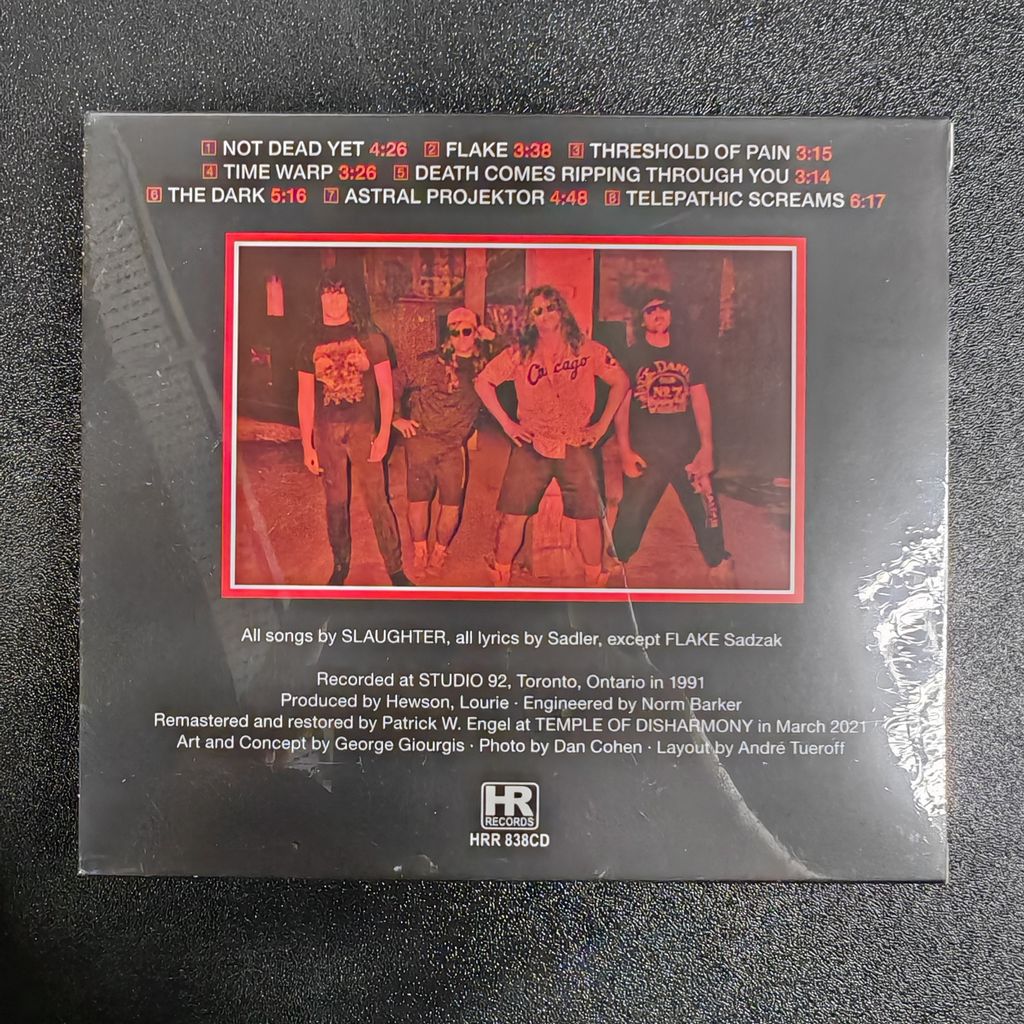 1 NOT DEAD YET 4:26 2 FLAKE 3:38 3 THRESHOLD OF PAIN 3:15
4 TIME WARP 3:26 5 DEATH COMES RIPPING THROUGH YOU 3:14
6 THE DARK 5:16 7 ASTRAL PROJEKTOR 4:48 8 TELEPATHIC SCREAMS 6:17
Chicago
All songs by SLAUGHTER, all lyrics by Sadler, except FLAKE Sadzak
Recorded at STUDIO 92, Toronto, Ontario in 1991
Produced by Hewson, Lourie · Engineered by Norm Barker
Remastered and restored by Patrick W. Engel at TEMPLE OF DISHARMONY in March 2021
Art and Concept by George Giourgis · Photo by Dan Cohen · Layout by André Tueroff
HR
RECORDS
HRR 838CD